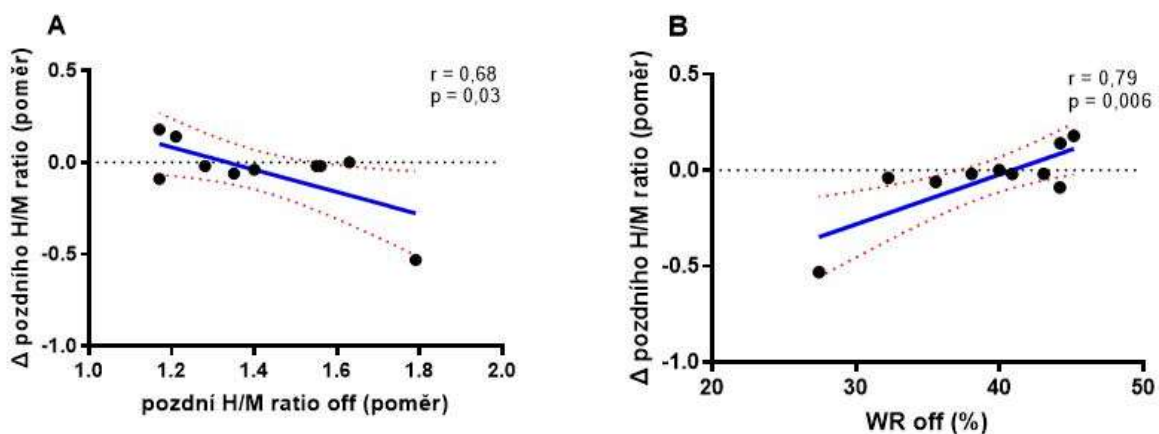 A
r = 0,68
p = 0,03
Δ pozdního H/M ratio (poměr)
0.5
0.0
-0.5
-1.0
1.0 1.2 1.4 1.6 1.8 2.0
pozdní H/M ratio off (poměr)
B
r = 0,79
p = 0,006
Δ pozdního H/M ratio (poměr)
0.5
0.0
-0.5
-1.0
20 30 40 50
WR off (%)